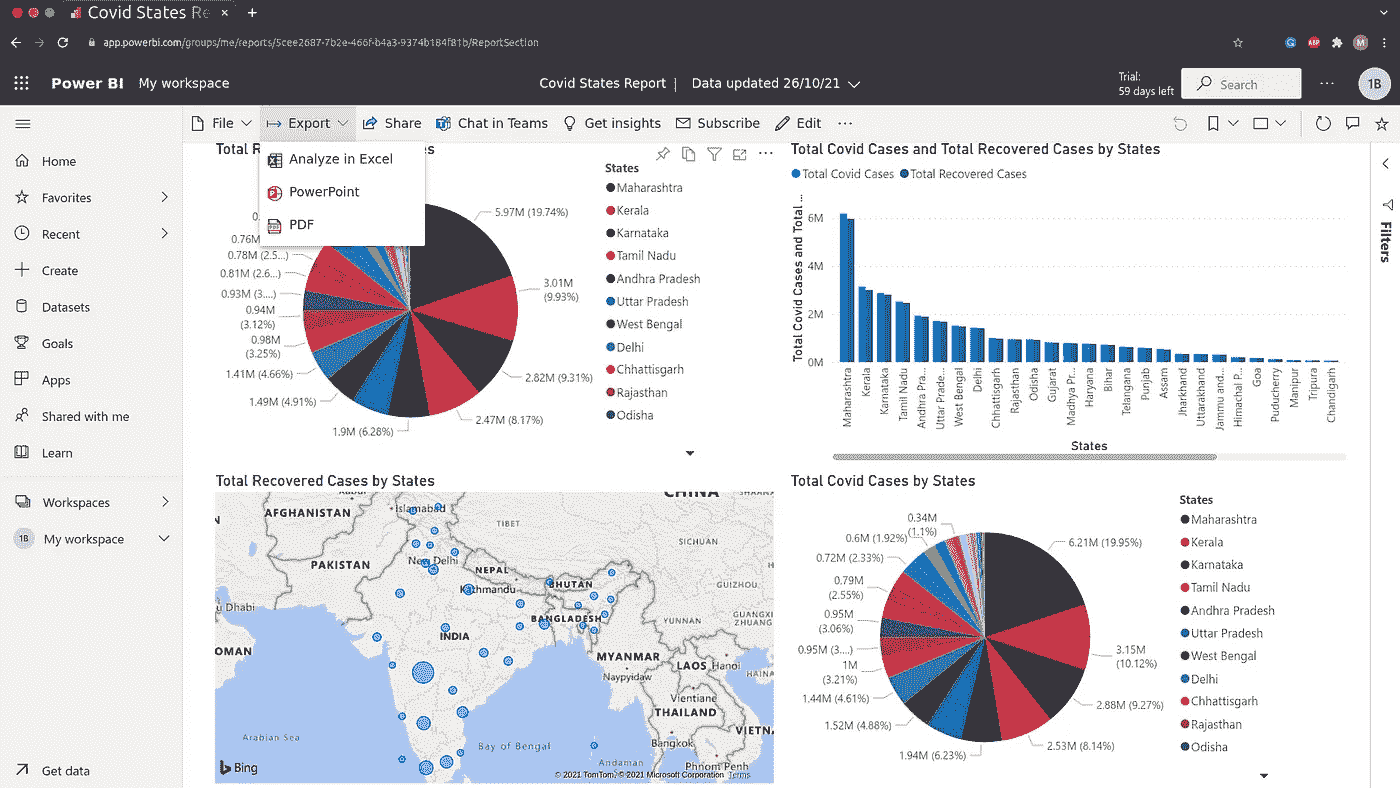 Covid States Re
app.powerbi.com/groups/me/reports/5cee2687-7b2e-466f-b4a3-9374b184f81b/ReportSection
Power BI My workspace
Covid States Report | Data updated 26/10/21
Trial:
59 days left
Search
1B
File
Export
Share
Chat in Teams
Get insights
Subscribe
Edit
Analyze in Excel
PowerPoint
PDF
Home
Favorites
Recent
Create
Datasets
Goals
Apps
Shared with me
Learn
Workspaces
1B My workspace
Get data
Total R
es
5.97M (19.74%)
3.01M
(9.93%)
2.82M (9.31%)
2.47M (8.17%)
1.9M (6.28%)
1.49M (4.91%)
1.41M (4.66%)
0.98M
(3.25%)
0.94M
(3.12%)
0.93M (3....)
0.81M (2.6...)
0.78M (2.5...)
0.76M
0.
States
Maharashtra
Kerala
Karnataka
Tamil Nadu
Andhra Pradesh
Uttar Pradesh
West Bengal
Delhi
Chhattisgarh
Rajasthan
Odisha
Total Covid Cases and Total Recovered Cases by States
Total Covid Cases Total Recovered Cases
Total Covid Cases and Total ...
6M
4M
2M
0M
Maharashtra
Kerala
Karnataka
Tamil Nadu
Andhra Pra...
Uttar Prade...
West Bengal
Delhi
Chhattisgarh
Rajasthan
Odisha
Gujarat
Madhya Pr...
Haryana
Bihar
Telangana
Punjab
Assam
Jharkhand
Uttarakhand
Jammu and...
Himachal P...
Goa
Puducherry
Manipur
Tripura
Chandigarh
States
Filters
Total Recovered Cases by States
CHINA
AFGHANISTAN
Islamabad
TIBET
SICHUAN
PAKISTAN
New Delhi
NEPAL
Kathmandu
BHUTAN
GUIZHOU
Dhabi
BANGLADESH
YUNNAN
GUANGXI
ZHUANG
INDIA
OMAN
MYANMAR
Naypyidaw
LAOS
Hanoi
HAINAN
Vientiane
THAILAND
Arabian Sea
Bay of Bengal
Bangkok
VIETN
Andaman
Phnom Penh
Bing
© 2021 TomTom, © 2021 Microsoft Corporation Terms
Total Covid Cases by States
0.34M
(1.1%)
0.6M (1.92%)
0.72M (2.33%)
0.79M
(2.55%)
0.95M
(3.06%)
0.95M (3....)
1M
(3.21%)
1.44M (4.61%)
1.52M (4.88%)
1.94M (6.23%)
2.53M (8.14%)
2.88M (9.27%)
3.15M
(10.12%)
6.21M (19.95%)
States
Maharashtra
Kerala
Karnataka
Tamil Nadu
Andhra Pradesh
Uttar Pradesh
West Bengal
Delhi
Chhattisgarh
Rajasthan
Odisha